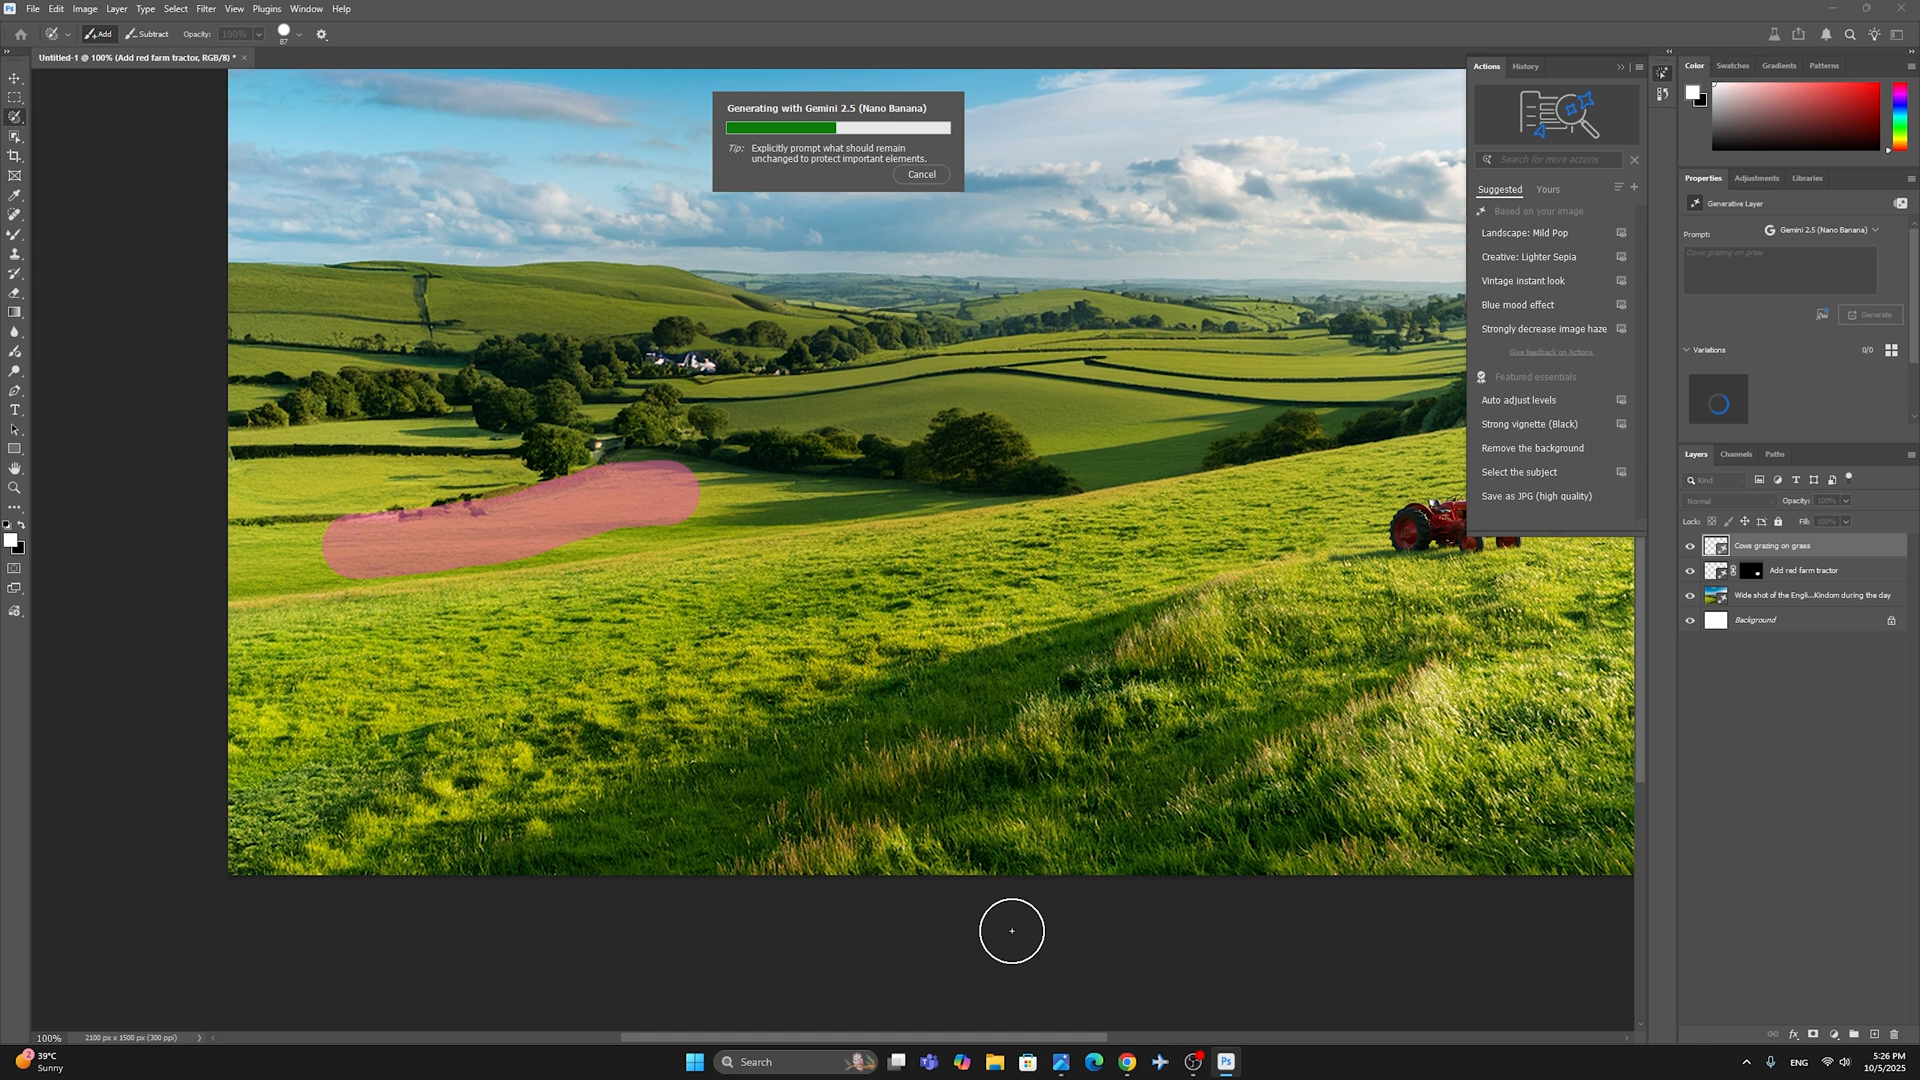 Ps File Edit Image Layer Type Select Filter View Plugins Window Help
Add Subtract Opacity: 100% 87
Untitled-1 @ 100% (Add red farm tractor, RGB/8) * ×
Generating with Gemini 2.5 (Nano Banana)
Tip: Explicitly prompt what should remain
unchanged to protect important elements.
Cancel
Actions History
Search for more actions
Suggested Yours
Based on your image
Landscape: Mild Pop
Creative: Lighter Sepia
Vintage instant look
Blue mood effect
Strongly decrease image haze
Give feedback on Actions
Featured essentials
Auto adjust levels
Strong vignette (Black)
Remove the background
Select the subject
Save as JPG (high quality)
Color Swatches Gradients Patterns
Properties Adjustments Libraries
Generative Layer
Prompt: G Gemini 2.5 (Nano Banana)
Cows grazing on grass
Generate
Variations 0/0
Layers Channels Paths
Kind
Normal Opacity: 100%
Lock: Fill: 100%
Cows grazing on grass
Add red farm tractor
Wide shot of the Engli...Kindom during the day
Background
fx
100% 2100 px x 1500 px (300 ppi)
2 39°C
Sunny
Search
Ps
ENG
5:26 PM
10/5/2025